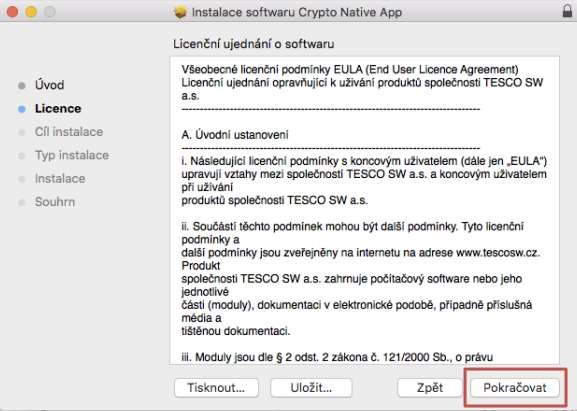 Instalace softwaru Crypto Native App
Licenční ujednání o softwaru
Úvod
Licence
Cíl instalace
Typ instalace
Instalace
Souhrn
Všeobecné licenční podmínky EULA (End User Licence Agreement)
Licenční ujednání opravňující k užívání produktů společnosti TESCO SW
a.s.
--------------------------------------------------------------------------------
A. Úvodní ustanovení
--------------------------------------------------------------------------------
i. Následující licenční podmínky s koncovým uživatelem (dále jen „EULA")
upravují vztahy mezi společností TESCO SW a.s. a koncovým uživatelem
při užívání
produktů společnosti TESCO SW a.s.
ii. Součástí těchto podmínek mohou být další podmínky. Tyto licenční
podmínky a
další podmínky jsou zveřejněny na internetu na adrese www.tescosw.cz.
Produkt
společnosti TESCO SW a.s. zahrnuje počítačový software nebo jeho
jednotlivé
části (moduly), dokumentaci v elektronické podobě, případně příslušná
média a
tištěnou dokumentaci.
iii. Moduly jsou dle § 2 odst. 2 zákona č. 121/2000 Sb., o právu
Tisknout...
Uložit...
Zpět
Pokračovat